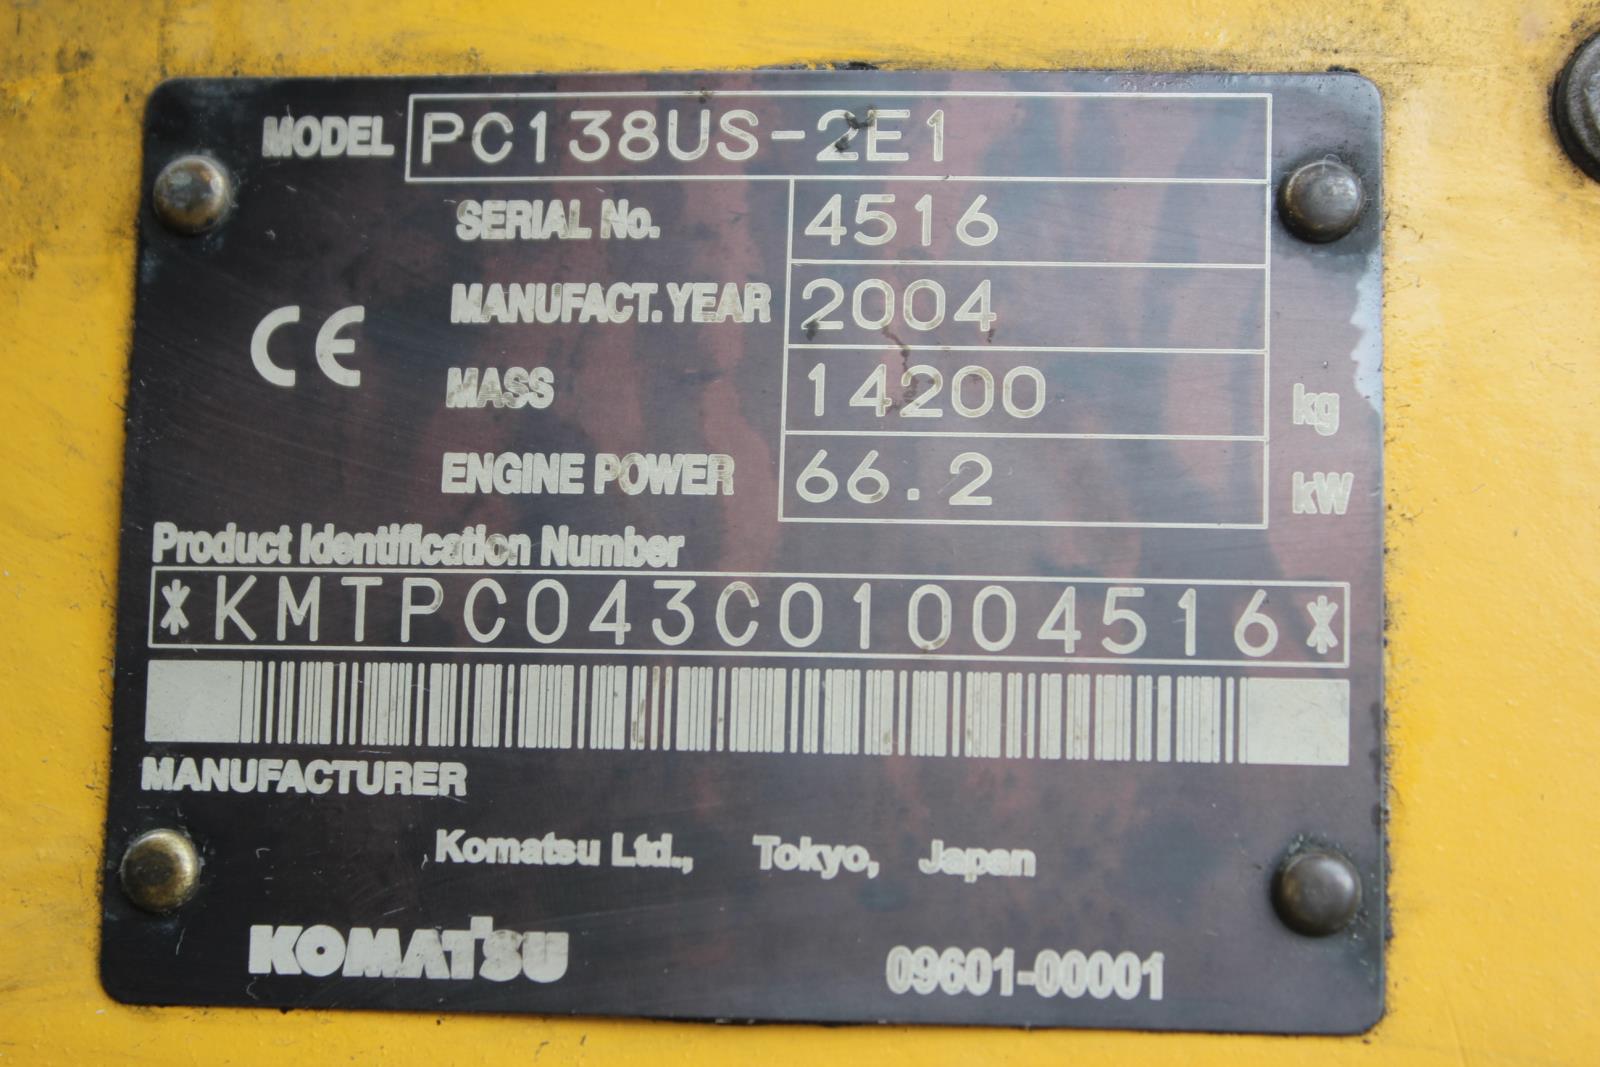 MODEL PC138US-2E1
SERIAL No. 4516
MANUFACT. YEAR 2004
MASS 14200 kg
ENGINE POWER 66.2 kW
CE
Product Identification Number
*KMTPC043C01004516*
MANUFACTURER
Komatsu Ltd., Tokyo, Japan
KOMATSU 09601-00001